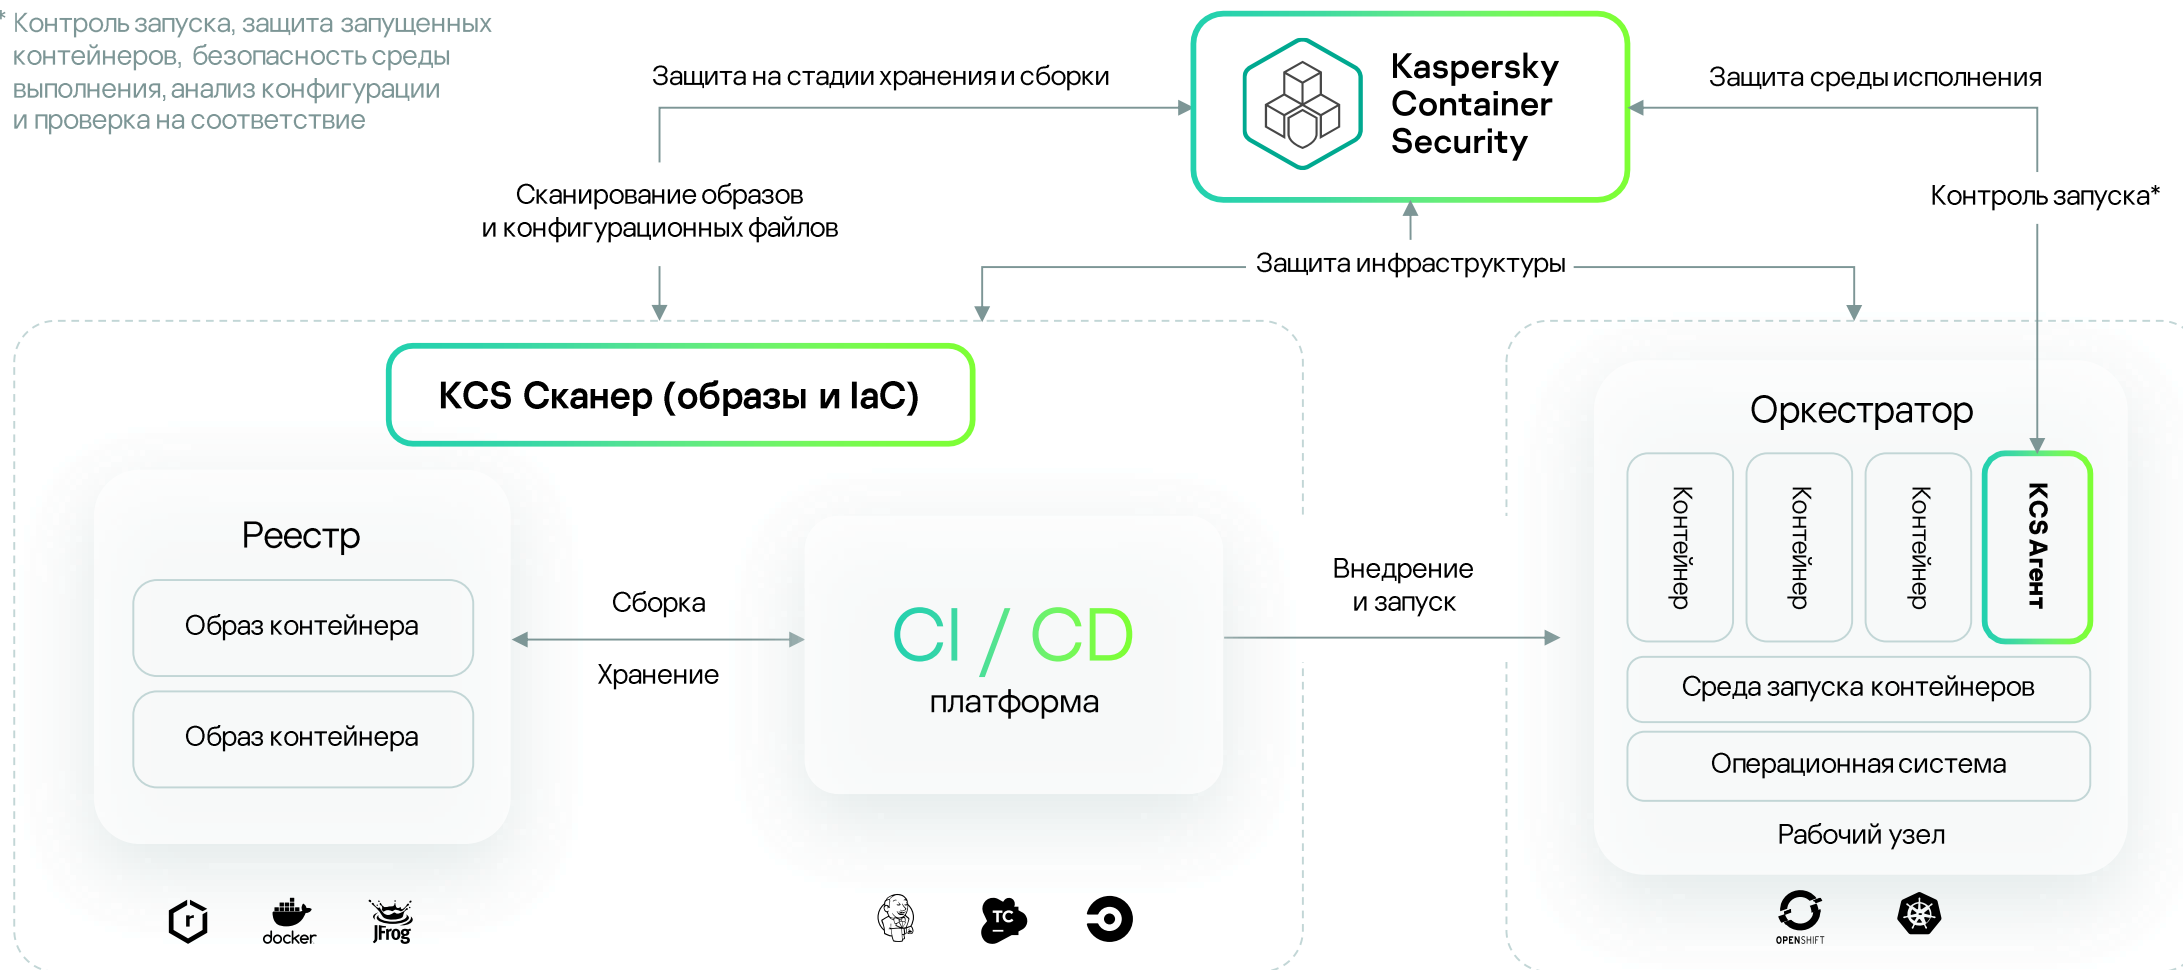 * Контроль запуска, защита запущенных
контейнеров, безопасность среды
выполнения, анализ конфигурации
и проверка на соответствие
Защита на стадии хранения и сборки
Kaspersky
Container
Security
Защита среды исполнения
Сканирование образов
и конфигурационных файлов
Контроль запуска*
Защита инфраструктуры
KCS Сканер (образы и IaC)
Реестр
Образ контейнера
Образ контейнера
Сборка
Хранение
CI / CD
платформа
Внедрение
и запуск
Оркестратор
Контейнер
Контейнер
Контейнер
KCS Агент
Среда запуска контейнеров
Операционная система
Рабочий узел
r
docker
JFrog
TC
OPENSHIFT